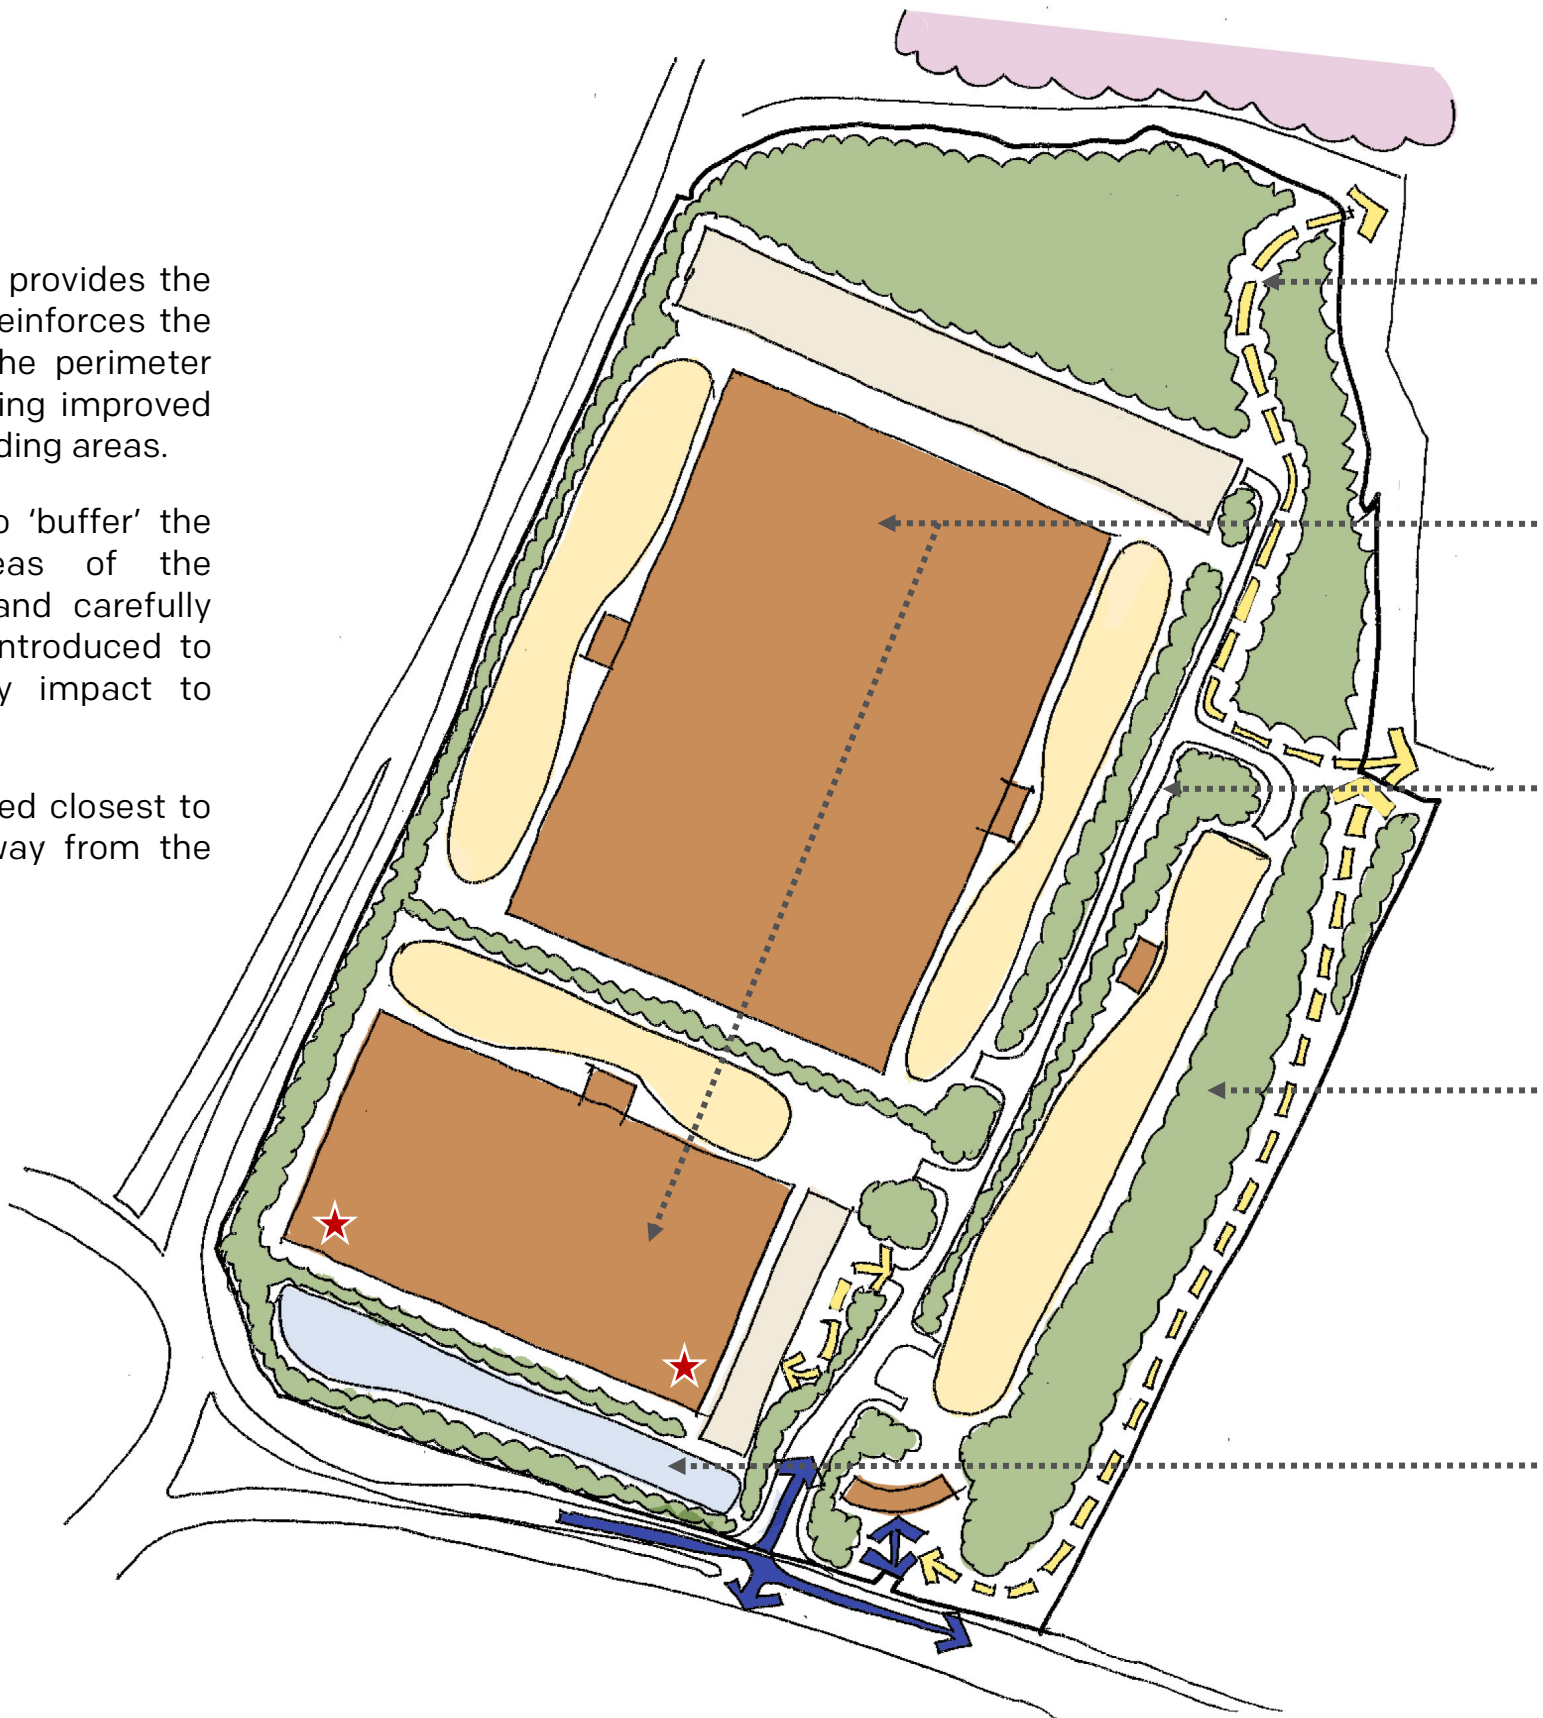 provides the
einforces the
he perimeter
ing improved
ding areas.
o ‘buffer’ the
eas of the
and carefully
ntroduced to
y impact to
ed closest to
way from the